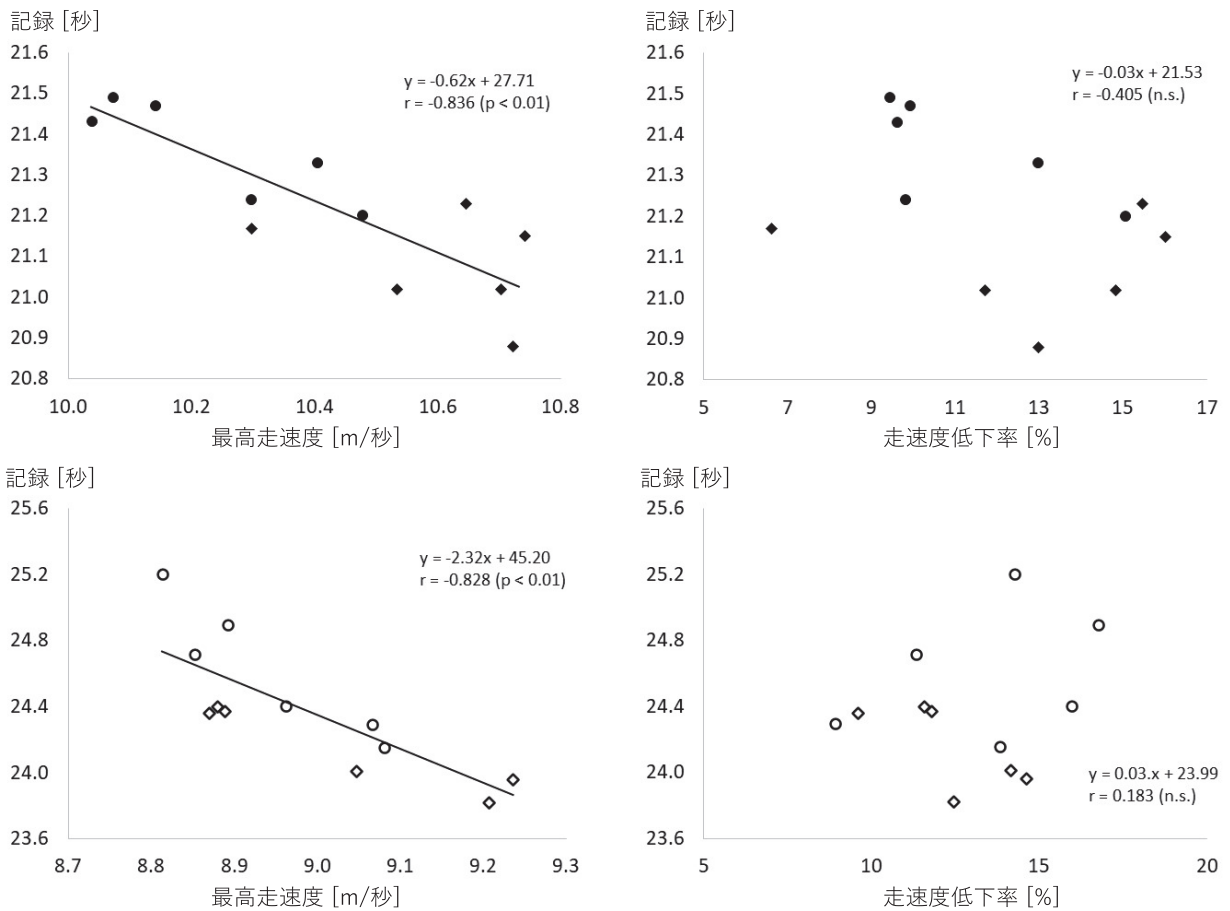 記録 [秒]
21.6
21.5
21.4
21.3
21.2
21.1
21.0
20.9
20.8
y = -0.62x + 27.71
r = -0.836 (p < 0.01)
10.0 10.2 10.4 10.6 10.8
最高走速度 [m/秒]
記録 [秒]
21.6
21.5
21.4
21.3
21.2
21.1
21.0
20.9
20.8
y = -0.03x + 21.53
r = -0.405 (n.s.)
5 7 9 11 13 15 17
走速度低下率 [%]
記録 [秒]
25.6
25.2
24.8
24.4
24.0
23.6
y = -2.32x + 45.20
r = -0.828 (p < 0.01)
8.7 8.8 8.9 9.0 9.1 9.2 9.3
最高走速度 [m/秒]
記録 [秒]
25.6
25.2
24.8
24.4
24.0
23.6
y = 0.03.x + 23.99
r = 0.183 (n.s.)
5 10 15 20
走速度低下率 [%]